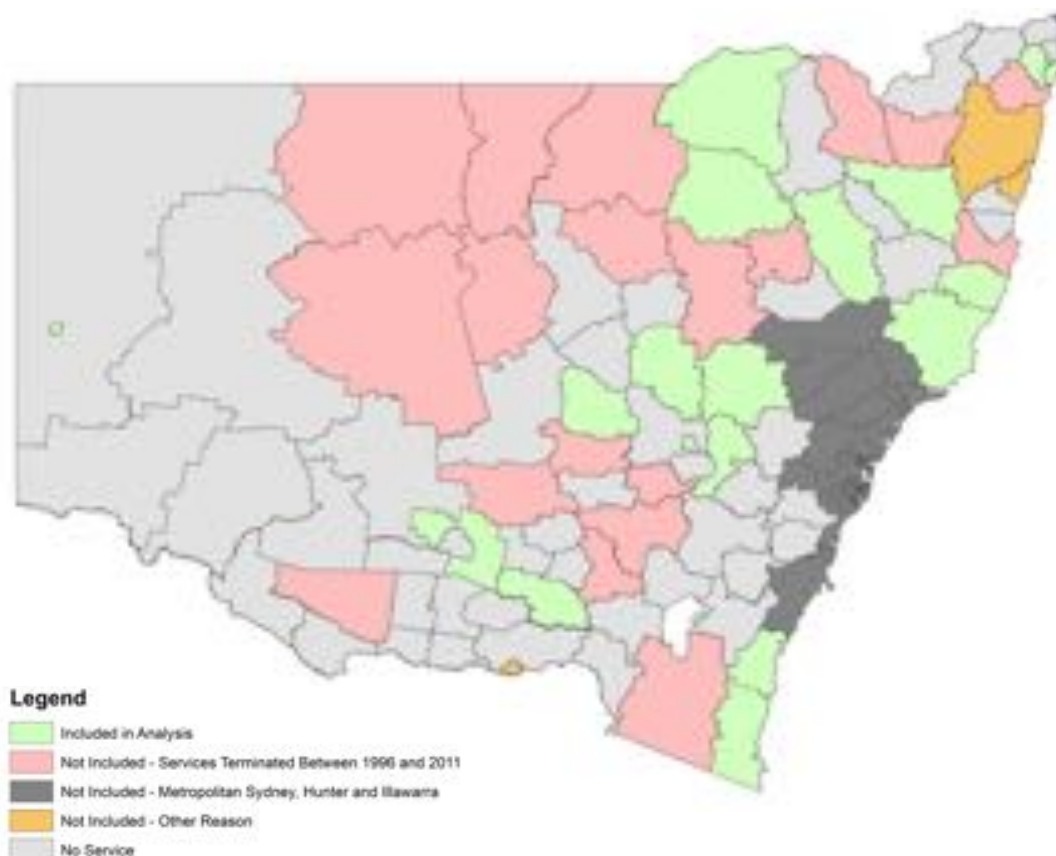 Legend
Included in Analysis
Not Included - Services Terminated Between 1996 and 2011
Not Included - Metropolitan Sydney, Hunter and Illawarra
Not Included - Other Reason
No Service